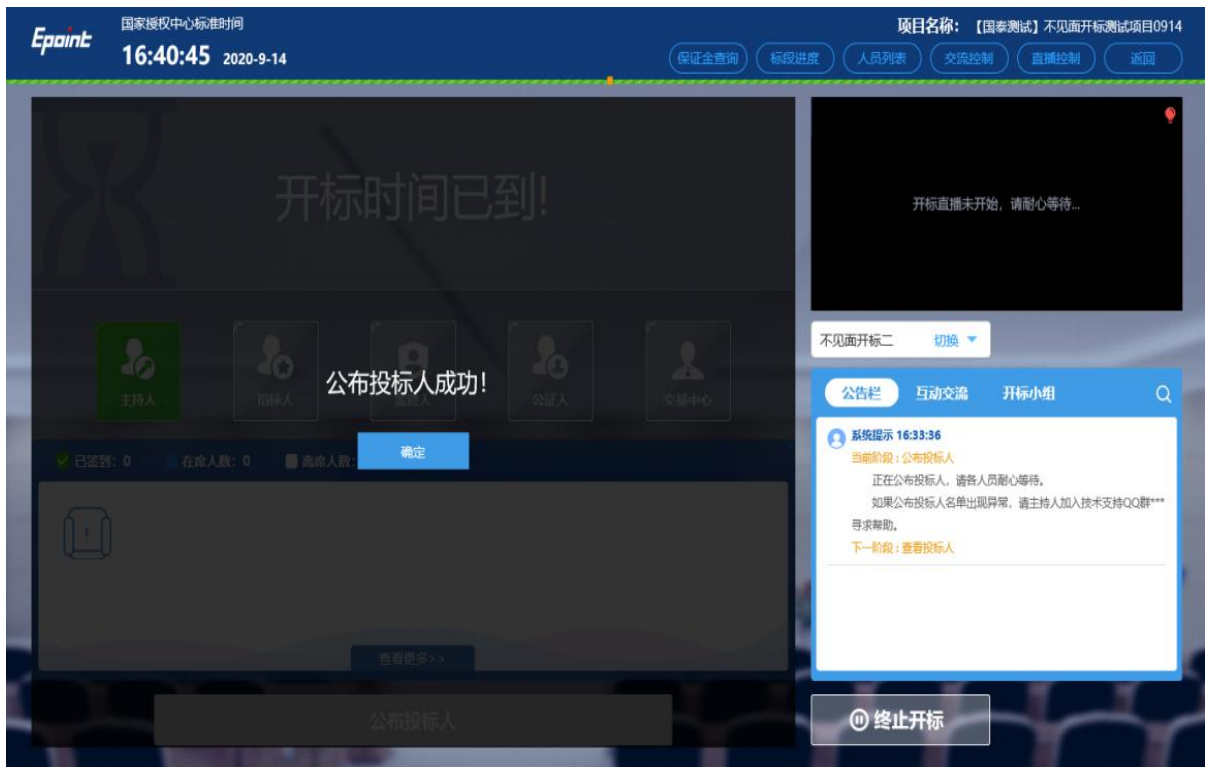 Epoint
国家授权中心标准时间
16:40:45 2020-9-14
项目名称: 【国泰测试】不见面开标测试项目0914
保证金查询 标段进度 人员列表 交流控制 直播控制 返回
开标时间已到!
开标直播未开始, 请耐心等待...
不见面开标二 切换
主持人 招标人 公证人 交易中心
公布投标人成功!
确定
已签到: 0 在席人数: 0 离席人数:
1
查看更多>>
公布投标人
公告栏 互动交流 开标小组
系统提示 16:33:36
当前阶段 : 公布投标人
正在公布投标人, 请各人员耐心等待。
如果公布投标人名单出现异常, 请主持人加入技术支持QQ群***
寻求帮助。
下一阶段 : 查看投标人
终止开标